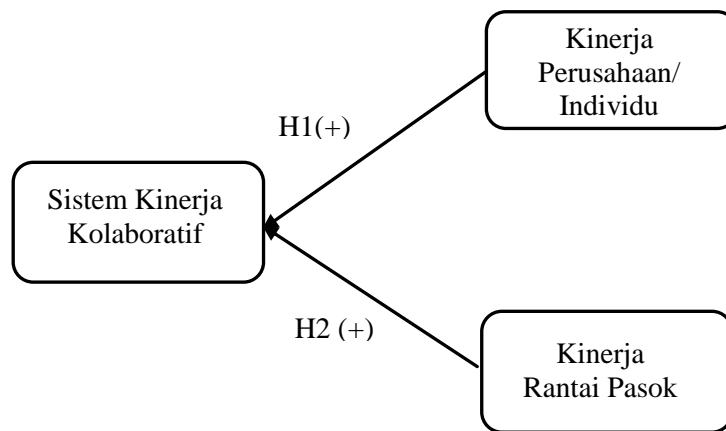 Kinerja
Perusahaan/
Individu
H1(+)
Sistem Kinerja
Kolaboratif
H2 (+)
Kinerja
Rantai Pasok